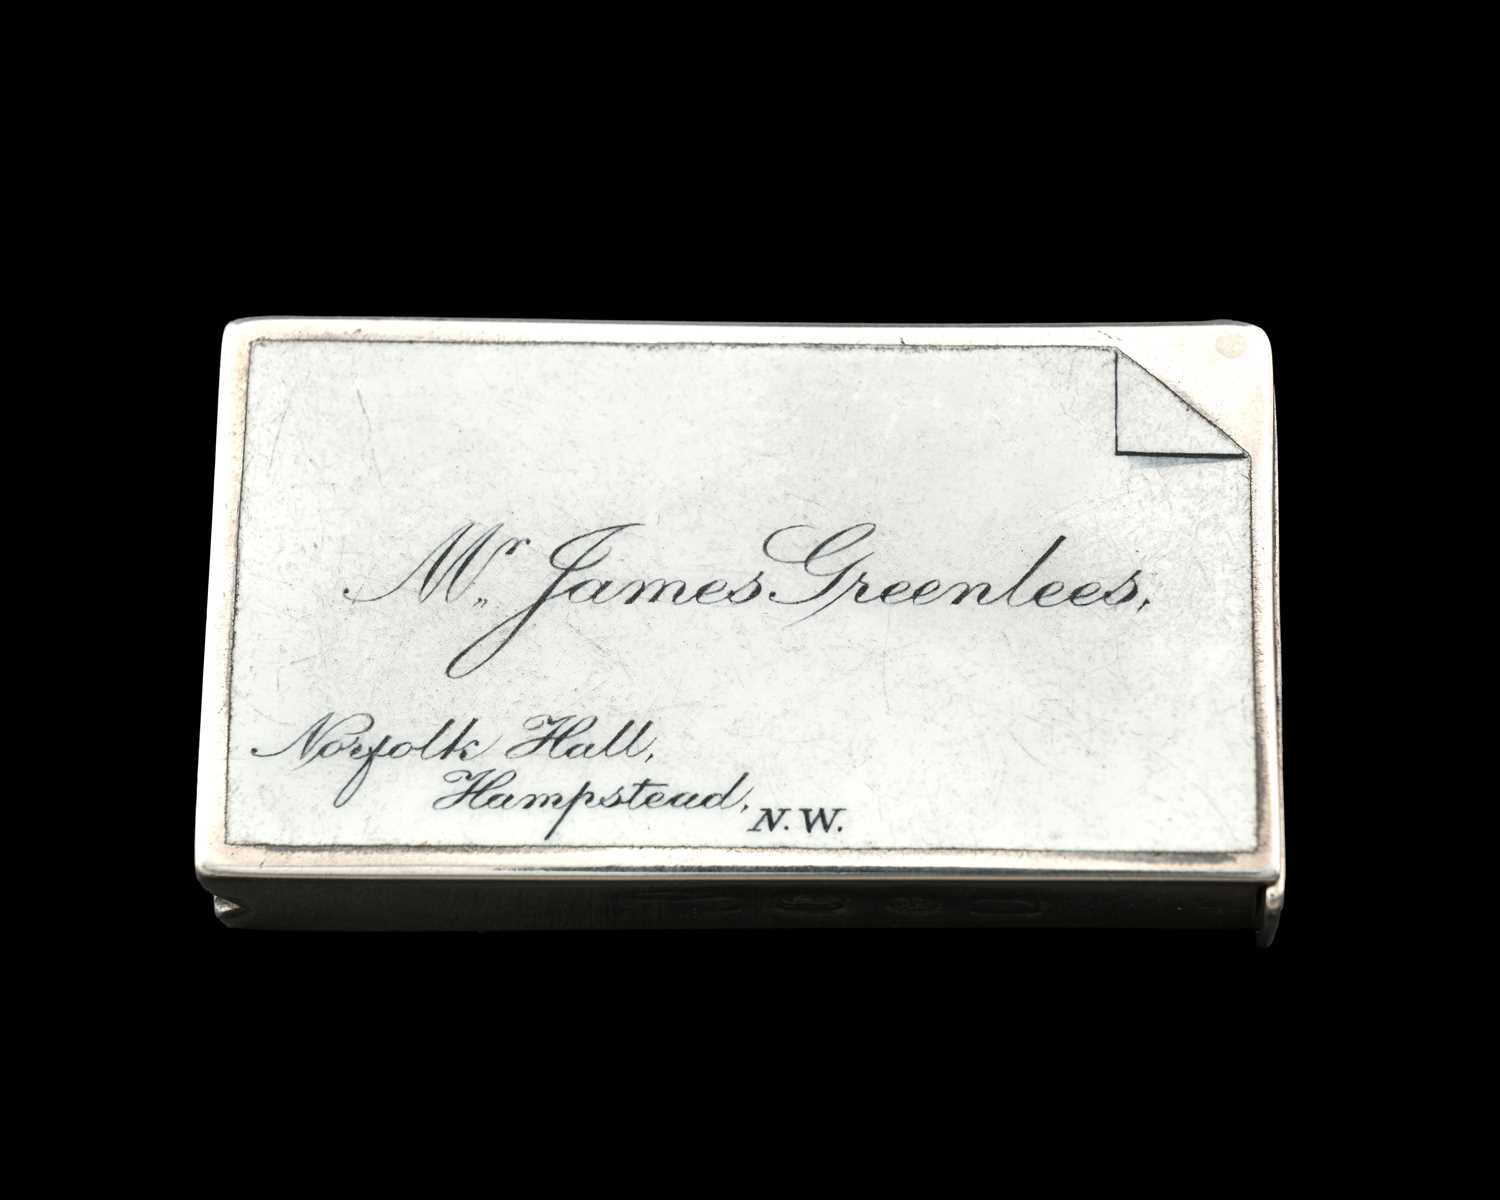 Mr. James Greenlees,
Norfolk Hall,
Hampstead, N.W.